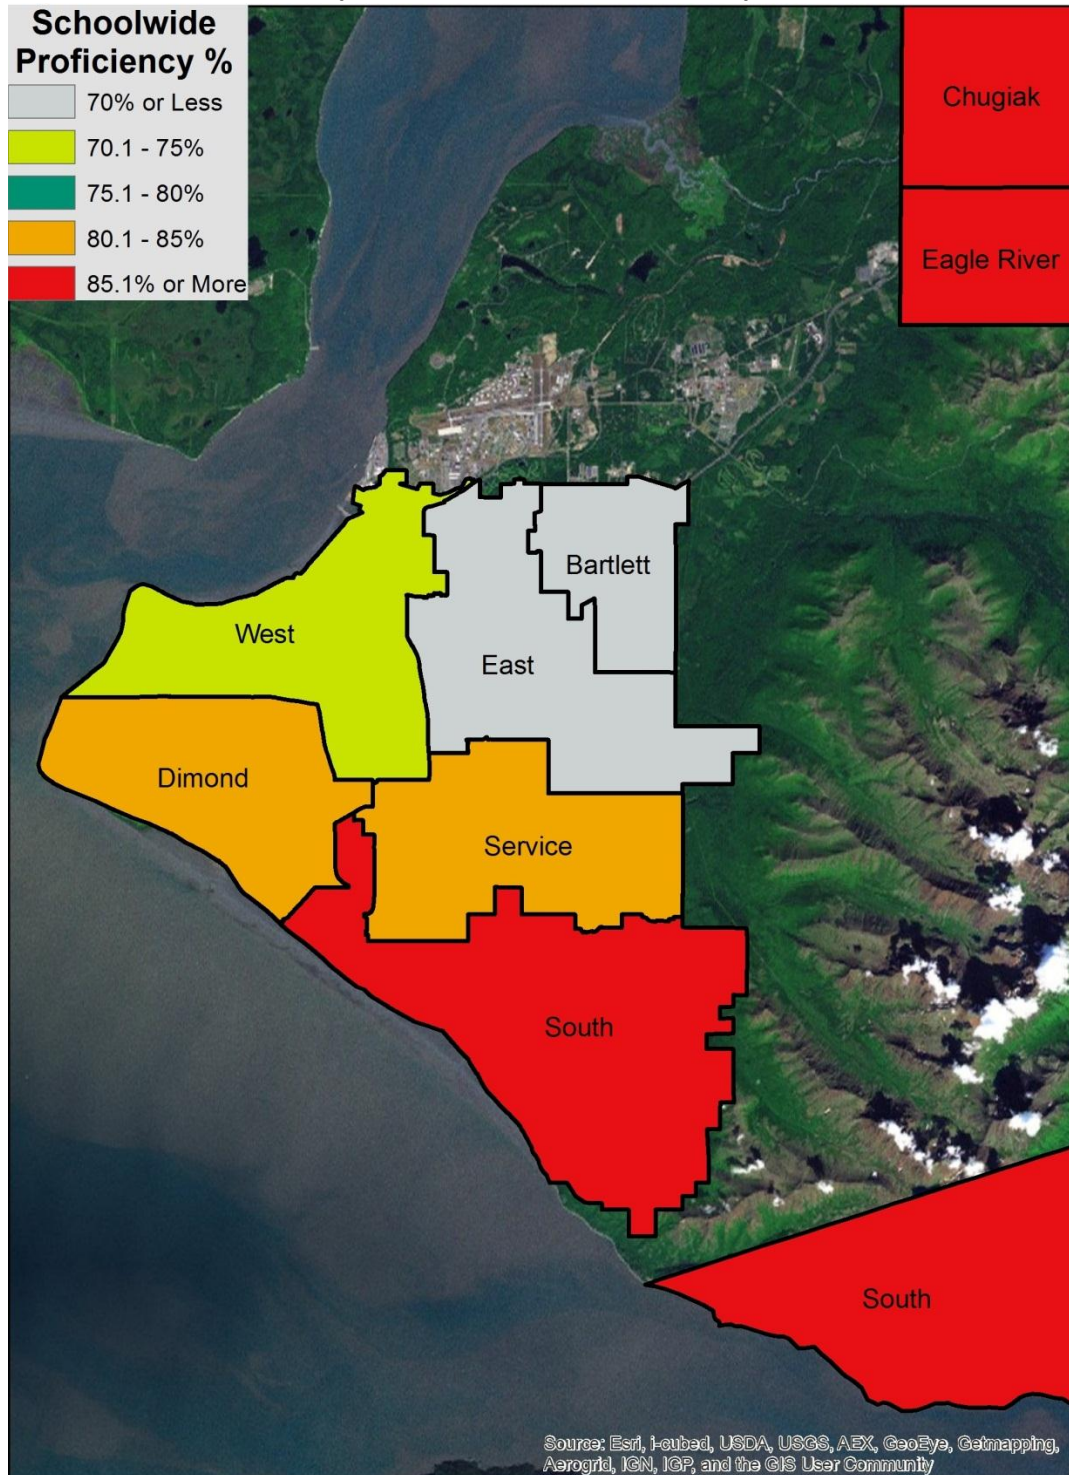 Schoolwide
Proficiency %
70% or Less
70.1 - 75%
75.1 - 80%
80.1 - 85%
85.1% or More
Chugiak
Eagle River
Bartlett
West
East
Dimond
Service
South
South
Source: Esri, i-cubed, USDA, USGS, AEX, GeoEye, Getmapping,
Aerogrid, IGN, IGP, and the GIS User Community